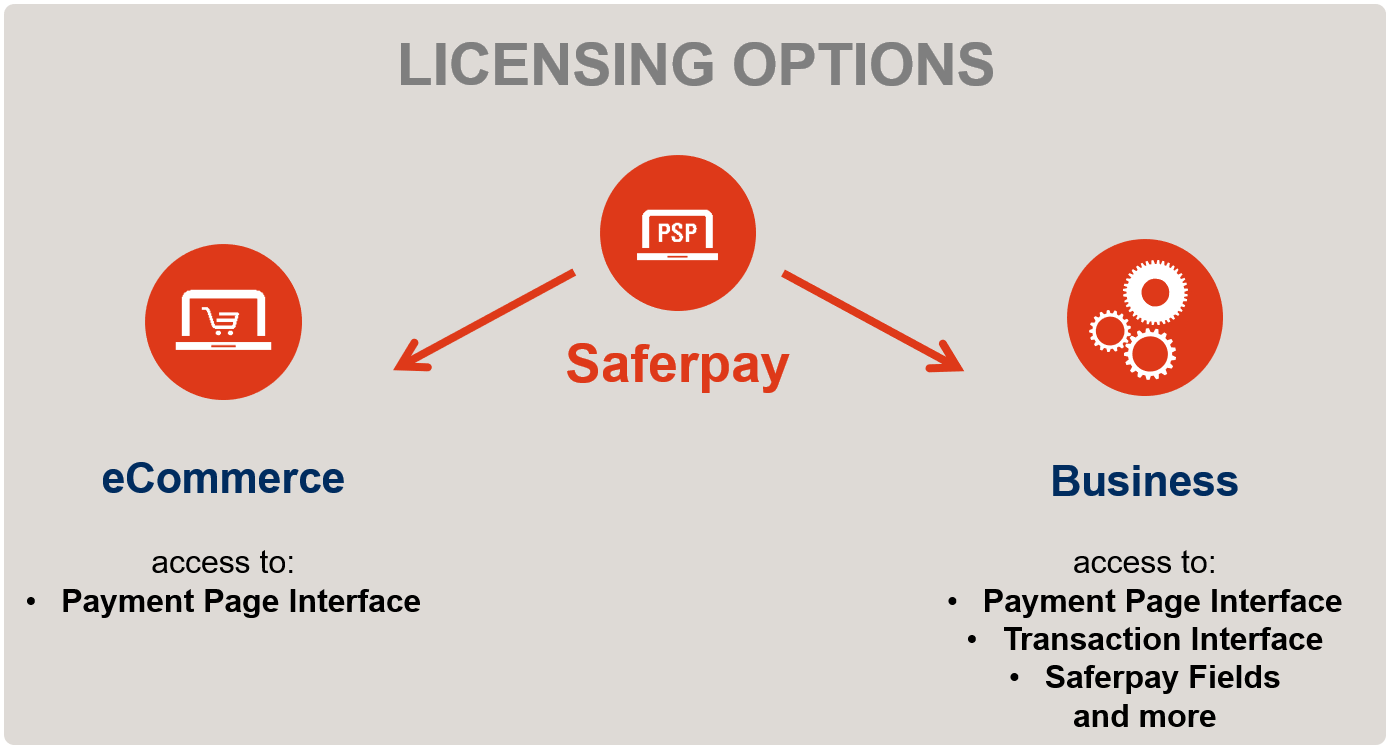 LICENSING OPTIONS
PSP
Saferpay
eCommerce
access to:
• Payment Page Interface
Business
access to:
• Payment Page Interface
• Transaction Interface
• Saferpay Fields
and more